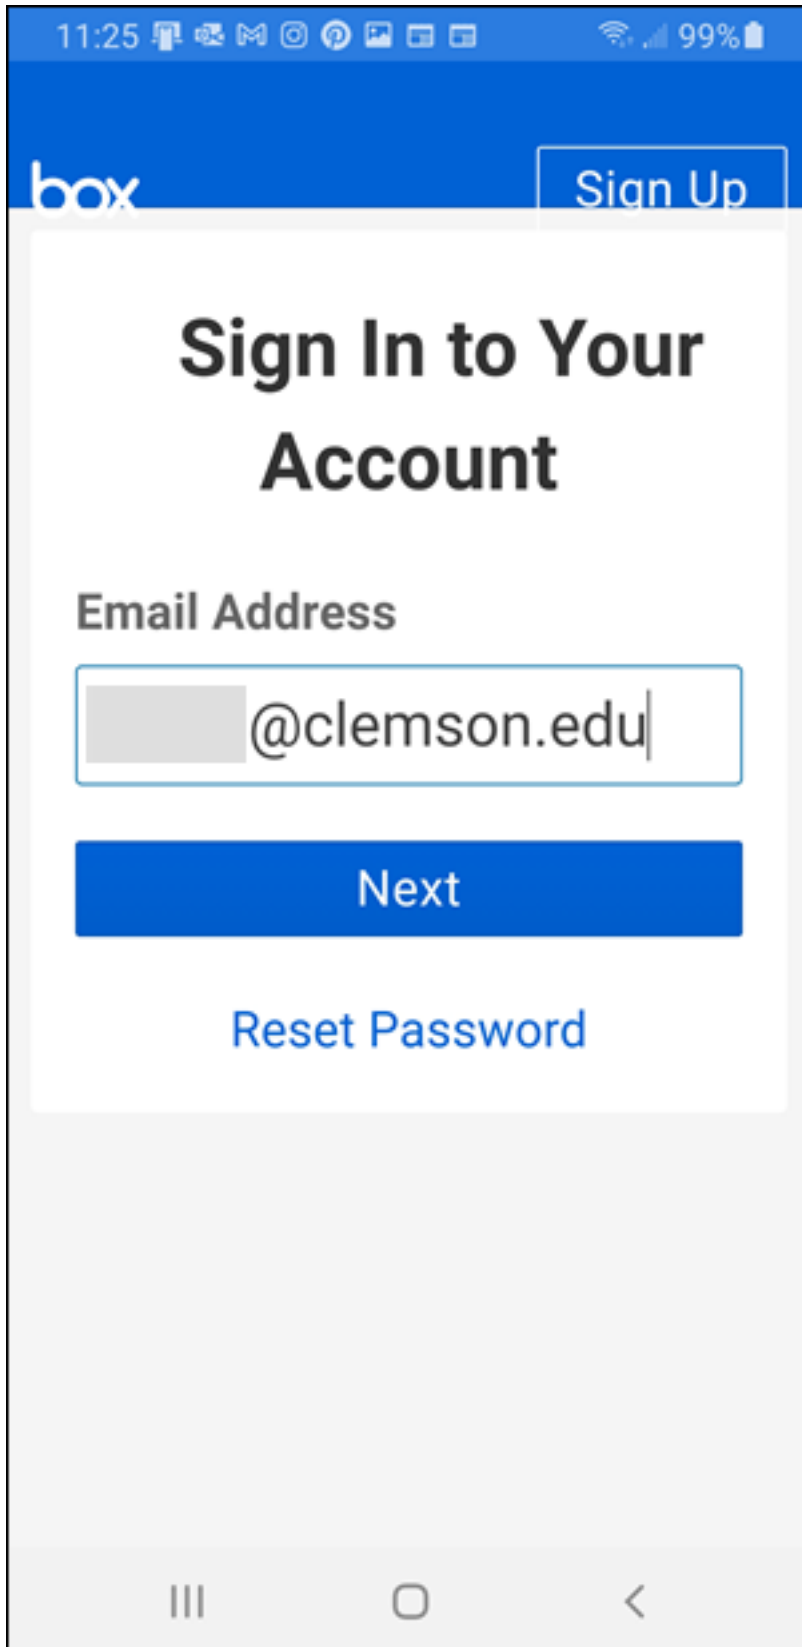 11:25 99%
box Sign Up
Sign In to Your
Account
Email Address
@clemson.edu
Next
Reset Password